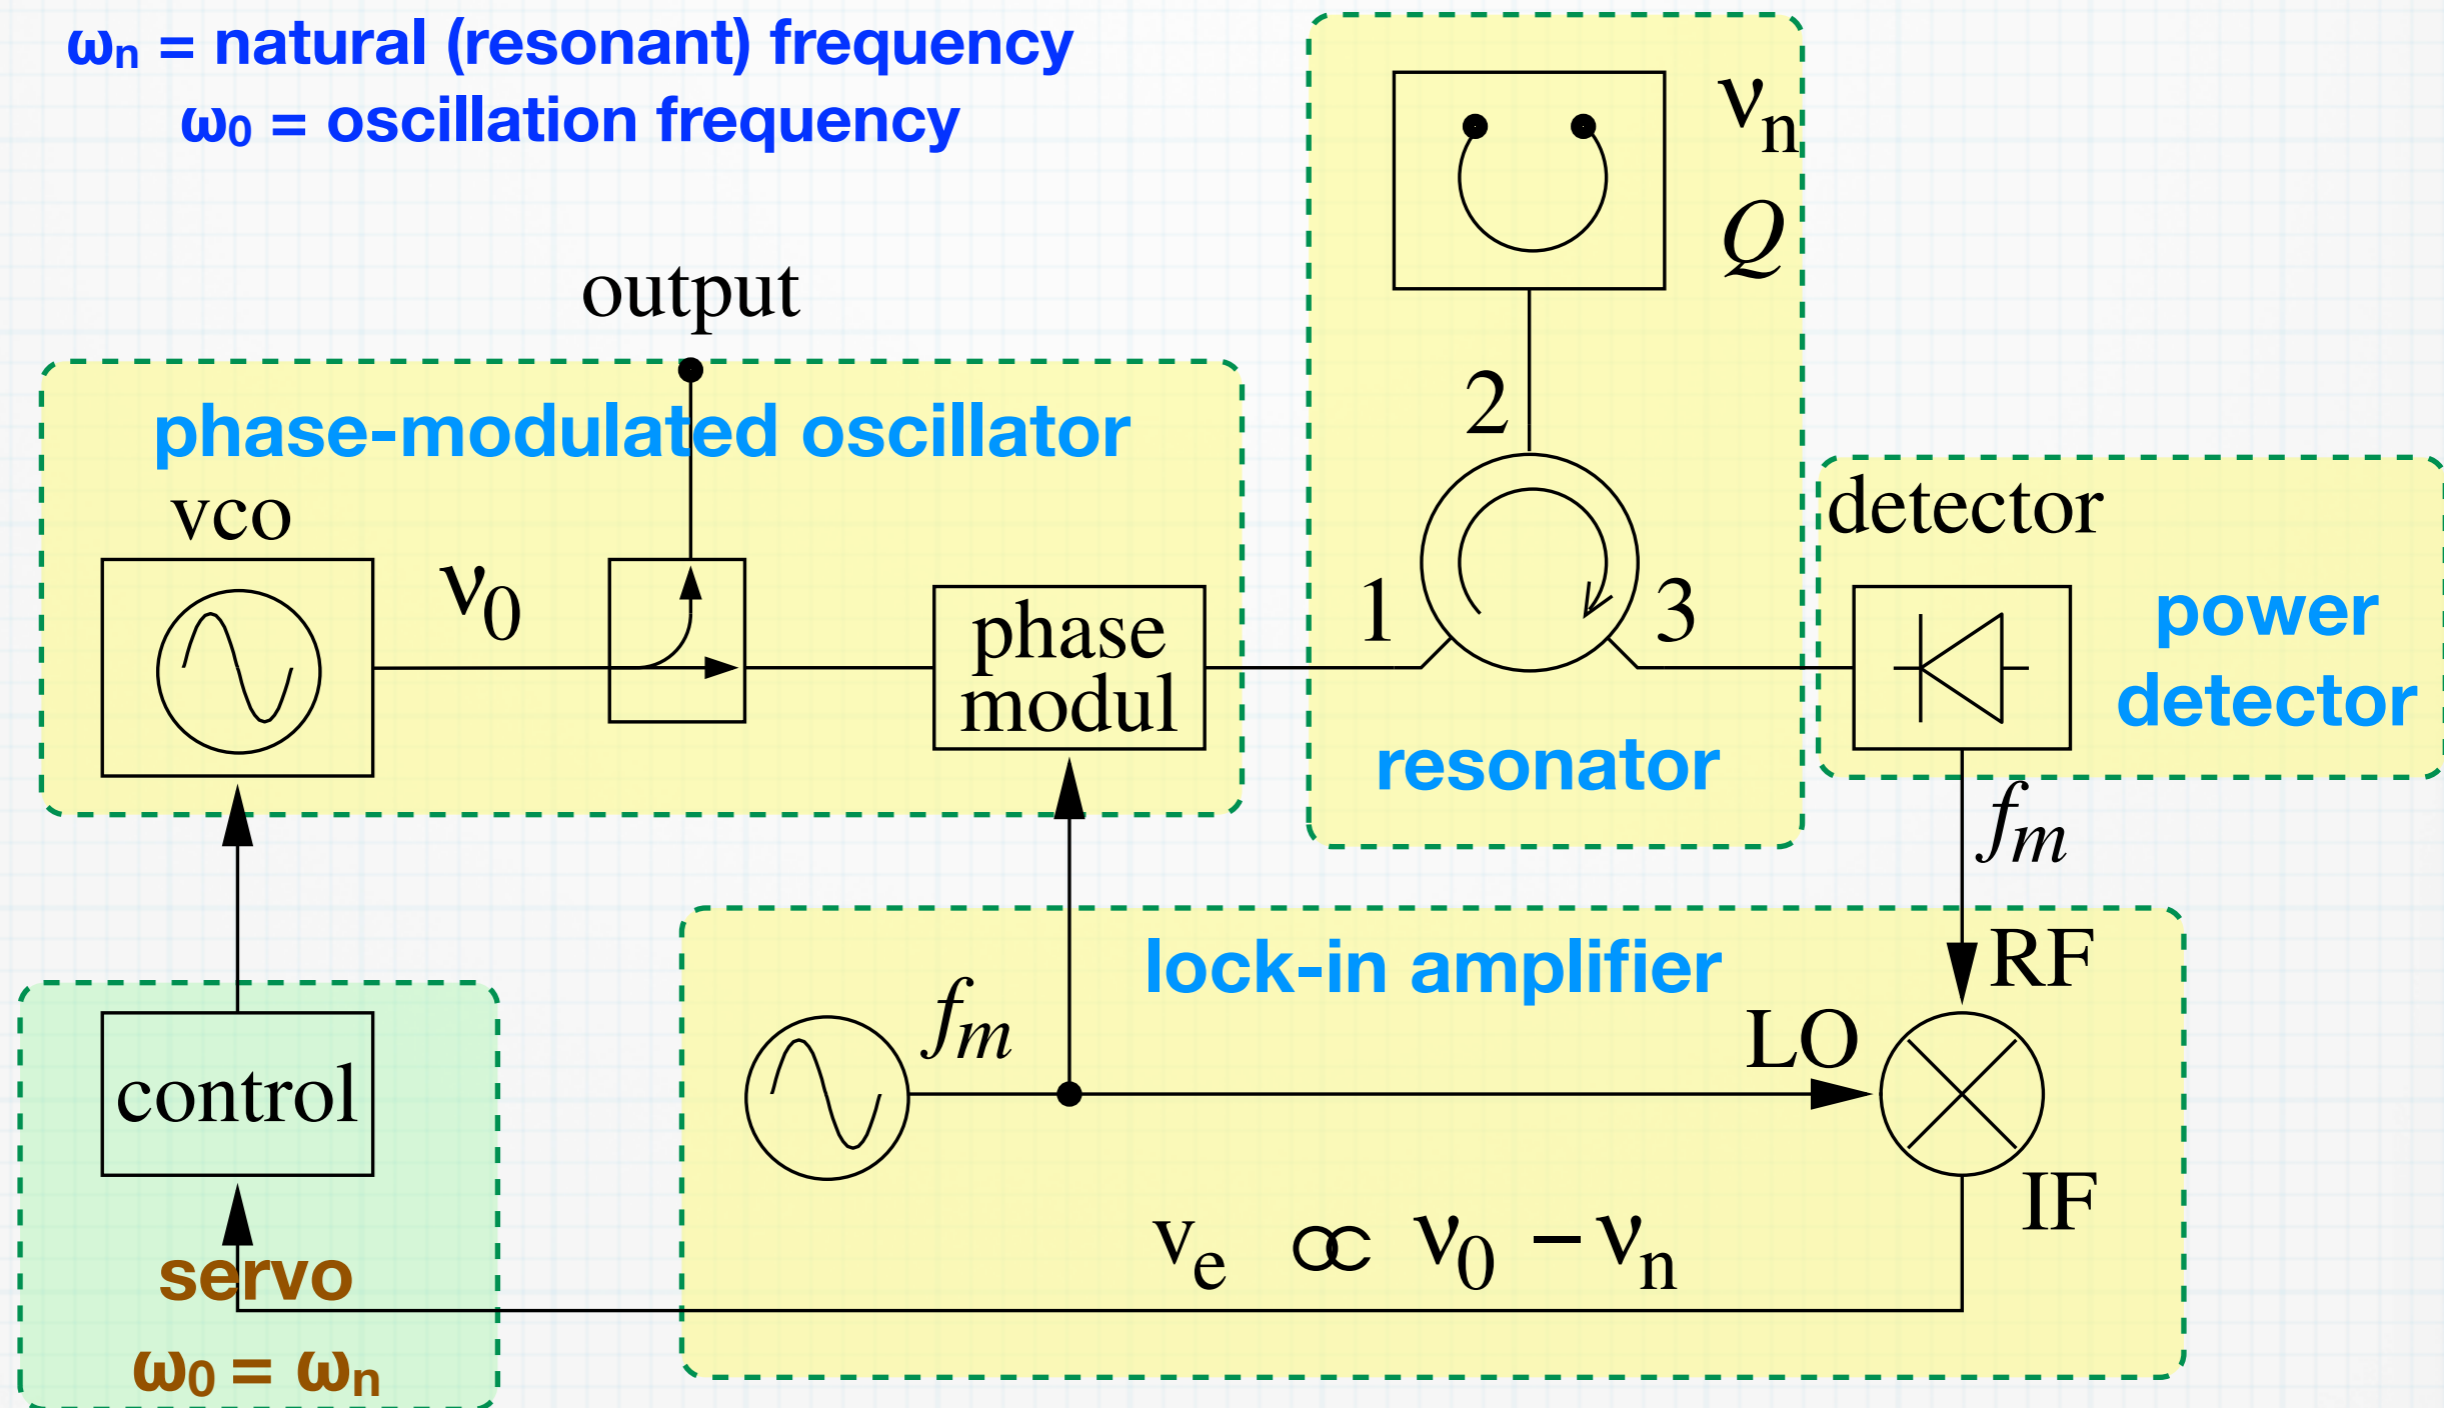 ωn = natural (resonant) frequency
ω0 = oscillation frequency
νn
Q
output
phase-modulated oscillator
vco
ν0
phase
modul
1
2
3
resonator
detector
power
detector
fm
lock-in amplifier
RF
fm
LO
IF
control
ve ∝ ν0 − νn
servo
ω0 = ωn